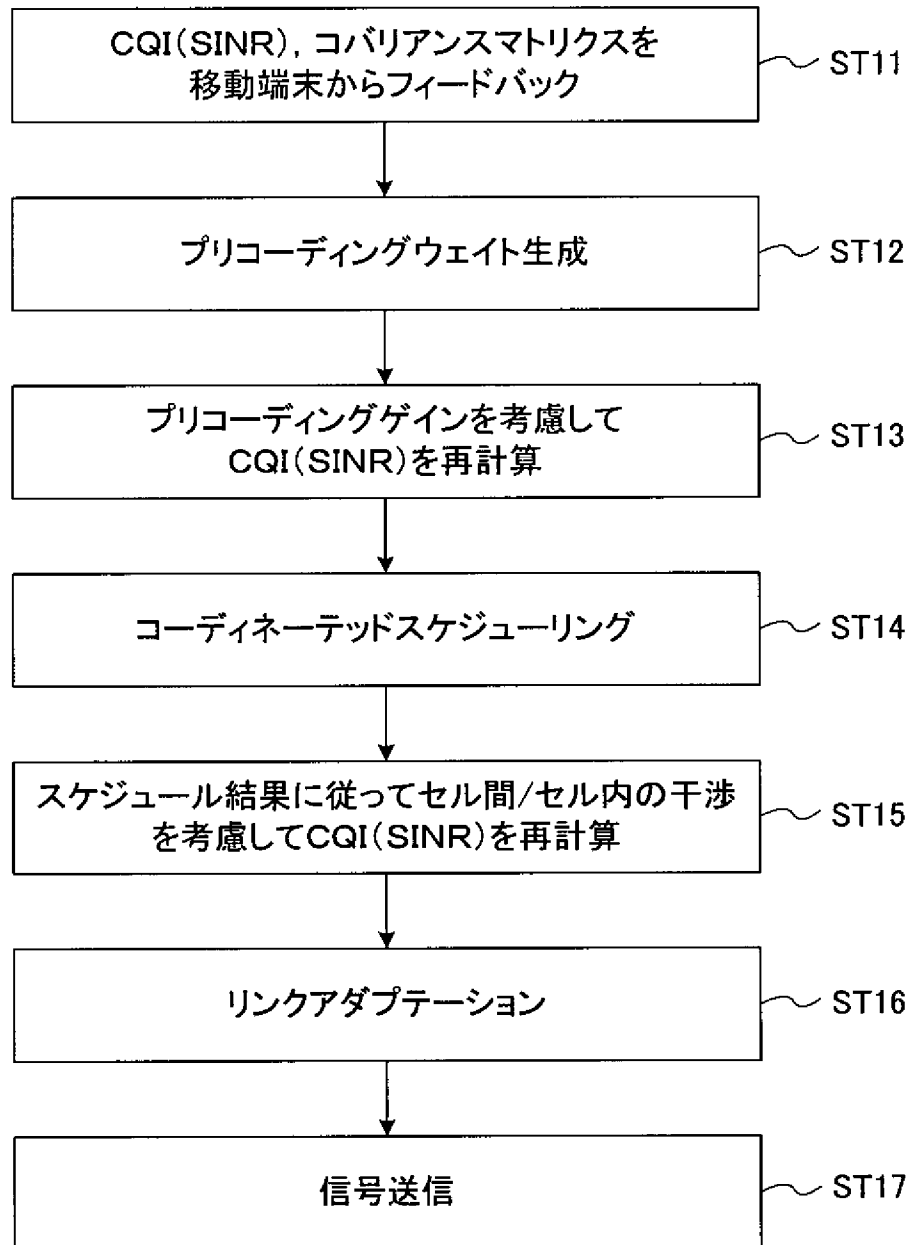 CQI(SINR), コバリアンスマトリクスを
移動端末からフィードバック
ST11
プリコーディングウェイト生成
ST12
プリコーディングゲインを考慮して
CQI(SINR)を再計算
ST13
コーディネーテッドスケジューリング
ST14
スケジュール結果に従ってセル間/セル内の干渉
を考慮してCQI(SINR)を再計算
ST15
リンクアダプテーション
ST16
信号送信
ST17